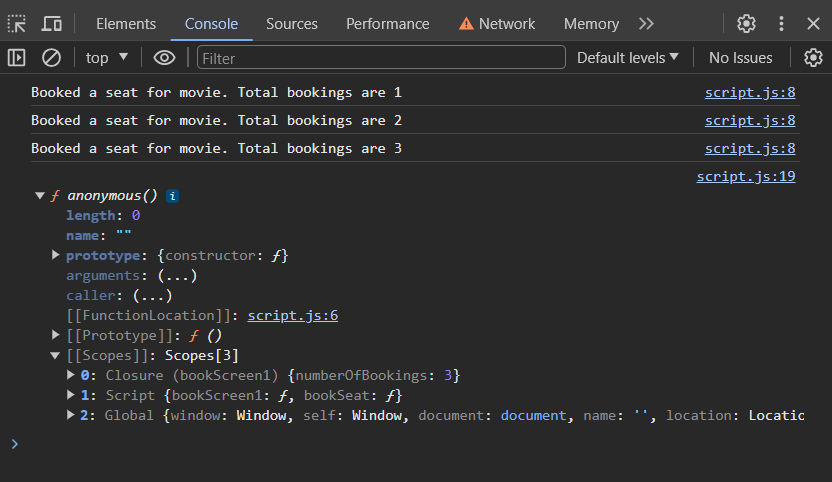 Elements Console Sources Performance Network Memory
top Filter Default levels No Issues
Booked a seat for movie. Total bookings are 1 script.js:8
Booked a seat for movie. Total bookings are 2 script.js:8
Booked a seat for movie. Total bookings are 3 script.js:8
script.js:19
ƒ anonymous() i
length: 0
name: ""
prototype: {constructor: ƒ}
arguments: (...)
caller: (...)
[[FunctionLocation]]: script.js:6
[[Prototype]]: ƒ ()
[[Scopes]]: Scopes[3]
0: Closure (bookScreen1) {numberOfBookings: 3}
1: Script {bookScreen1: ƒ, bookSeat: ƒ}
2: Global {window: Window, self: Window, document: document, name: '', location: Locatio